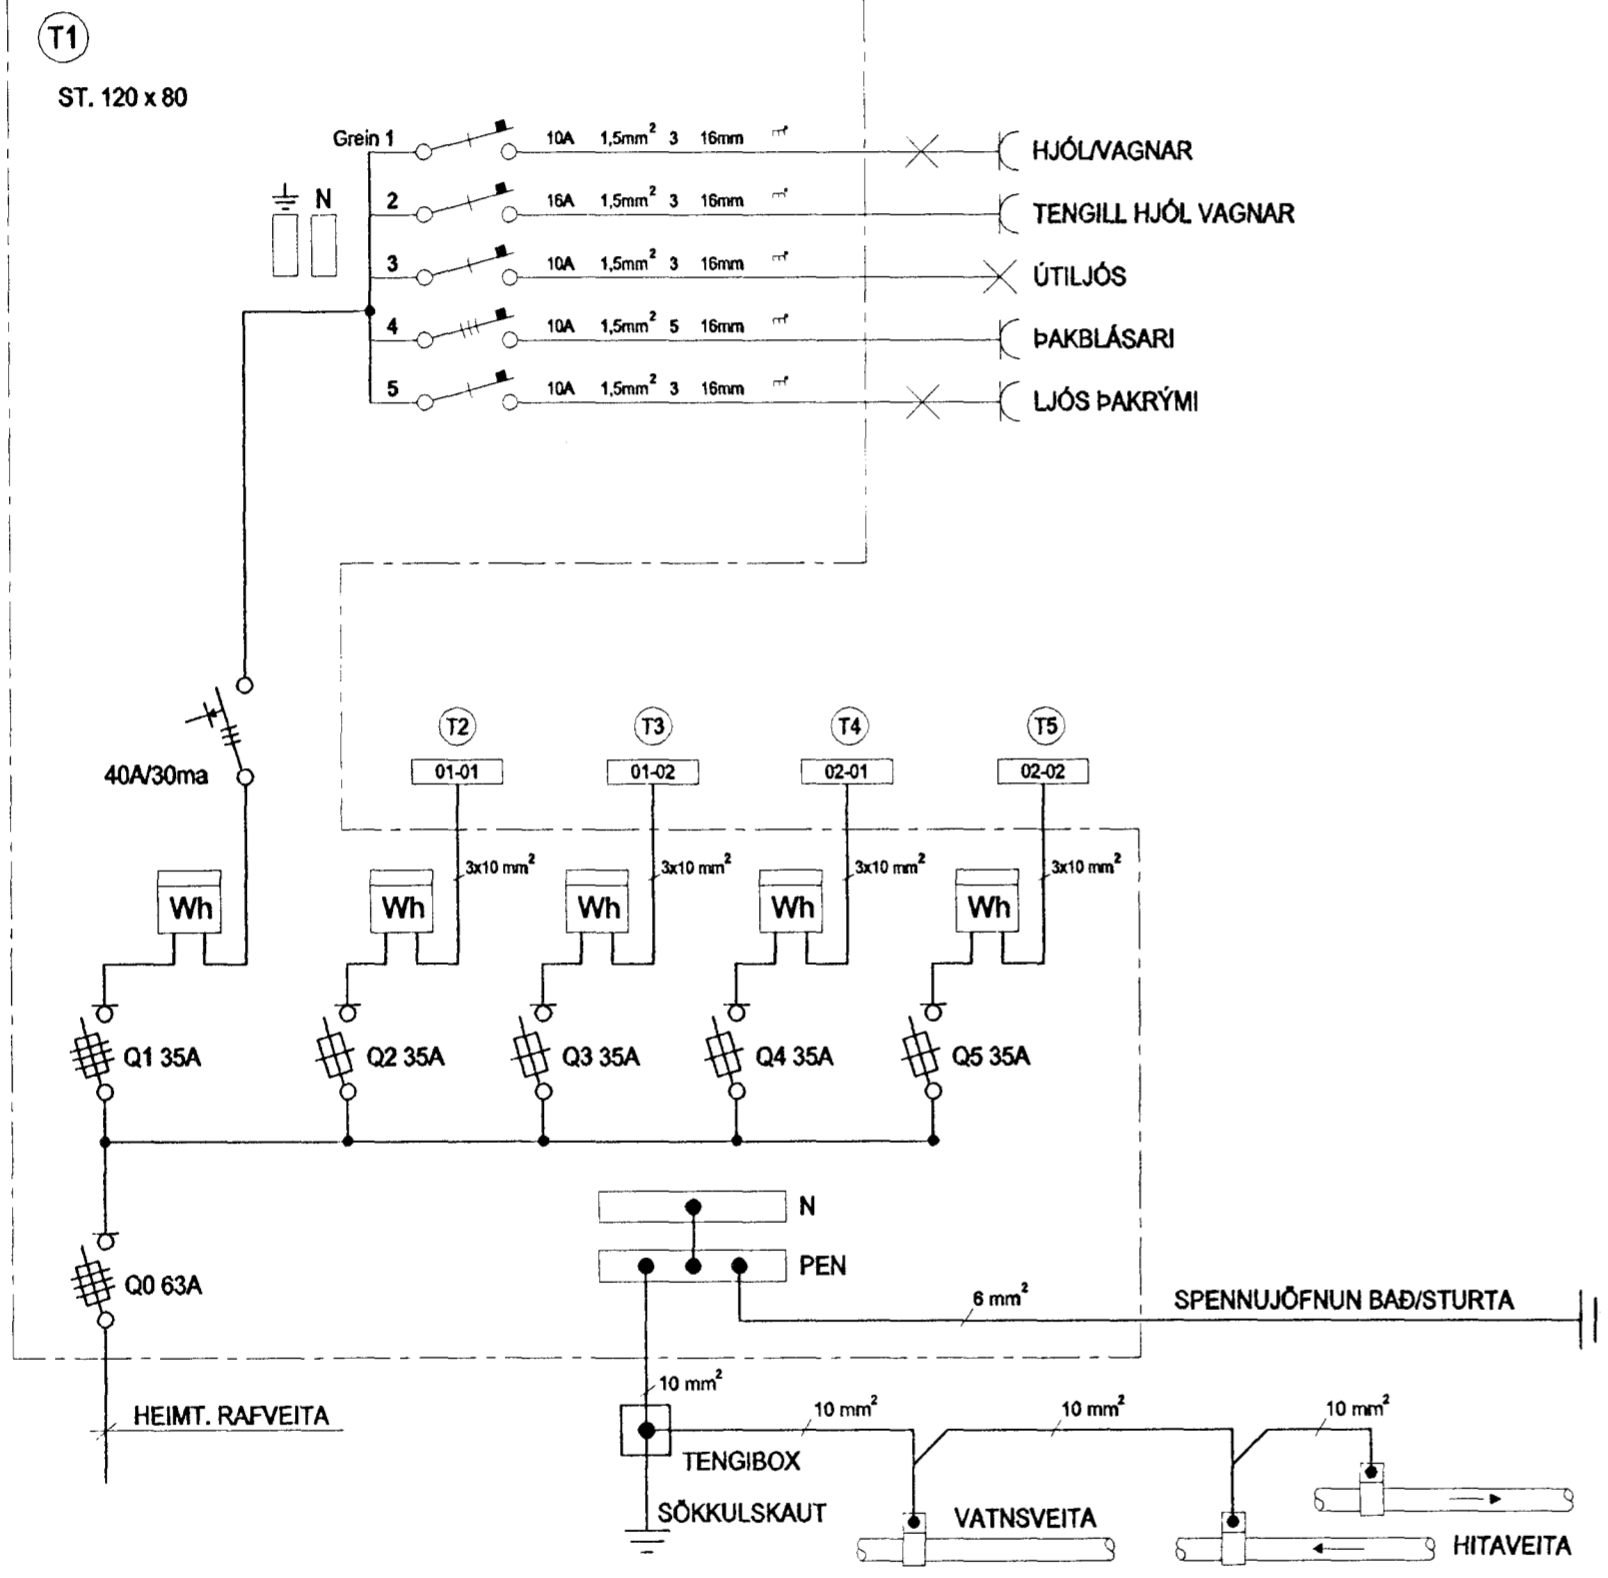 T1
ST. 120 x 80
Grein 1 10A 1,5mm² 3 16mm HJÓL/VAGNAR
N
2 16A 1,5mm² 3 16mm TENGILL HJÓL VAGNAR
3 10A 1,5mm² 3 16mm ÚTILJÓS
4 10A 1,5mm² 5 16mm ÞAKBLÁSARI
5 10A 1,5mm² 3 16mm LJÓS ÞAKRÝMI
T2 T3 T4 T5
40A/30ma
01-01 01-02 02-01 02-02
3x10 mm² 3x10 mm² 3x10 mm² 3x10 mm²
Wh Wh Wh Wh Wh
Q1 35A Q2 35A Q3 35A Q4 35A Q5 35A
N
PEN
Q0 63A
6 mm² SPENNUJÖFNUN BAÐ/STURTA
10 mm²
HEIMT. RAFVEITA
10 mm² 10 mm² 10 mm²
TENGIBOX
SÖKKULSKAUT
VATNSVEITA
HITAVEITA